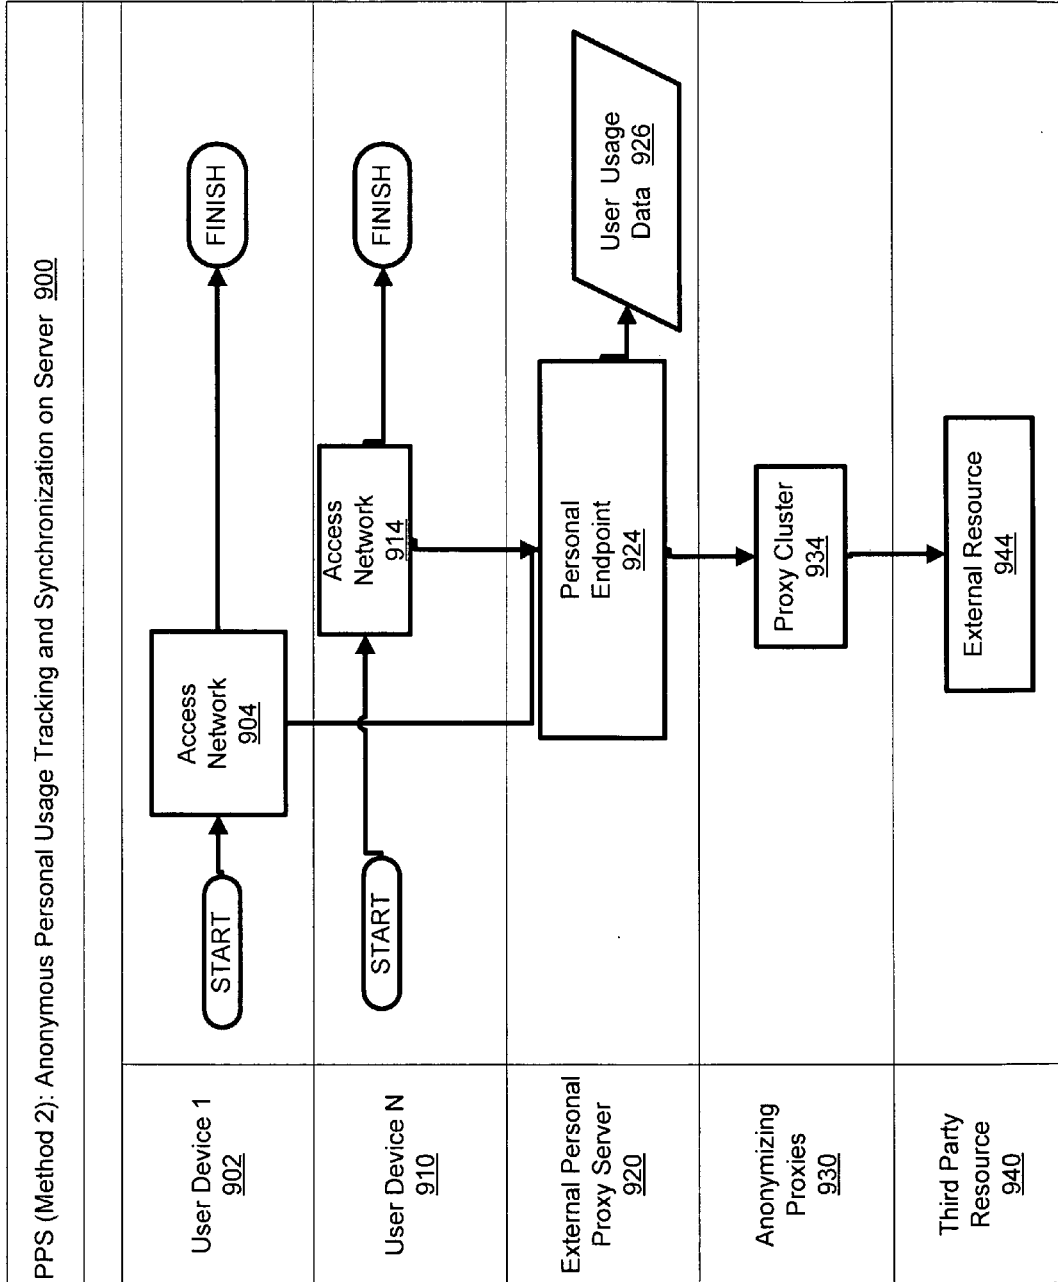 PPS (Method 2): Anonymous Personal Usage Tracking and Synchronization on Server 900
User Device 1
902
START
Access
Network
904
FINISH
User Device N
910
START
Access
Network
914
FINISH
External Personal
Proxy Server
920
Personal
Endpoint
924
User Usage
Data 926
Anonymizing
Proxies
930
Proxy Cluster
934
Third Party
Resource
940
External Resource
944